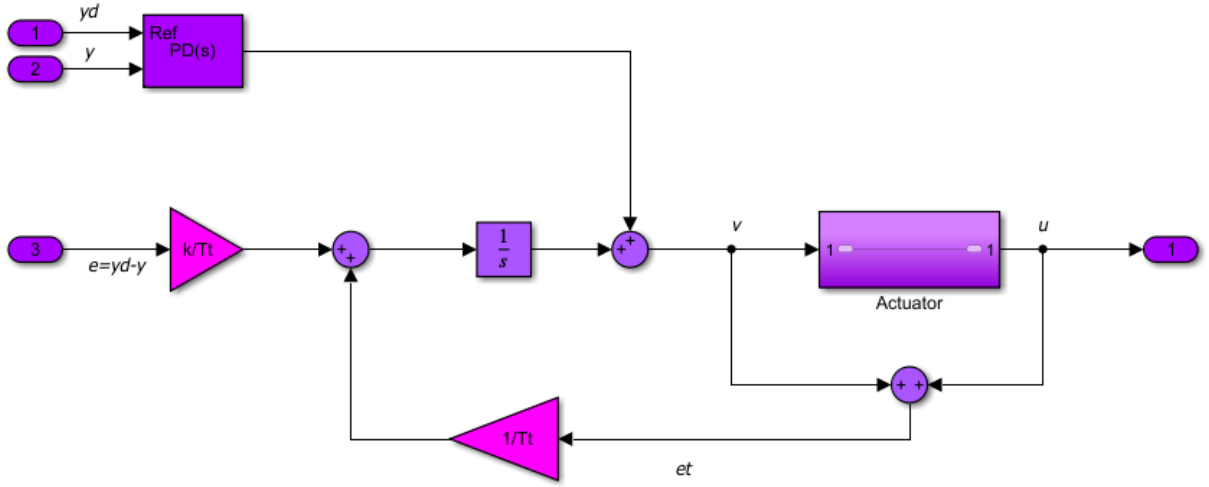 yd
1
Ref
PD(s)
y
2
3
k/Tt
e=yd-y
+
+
1
s
+
+
v
1
1
Actuator
u
1
+ +
1/Tt
et